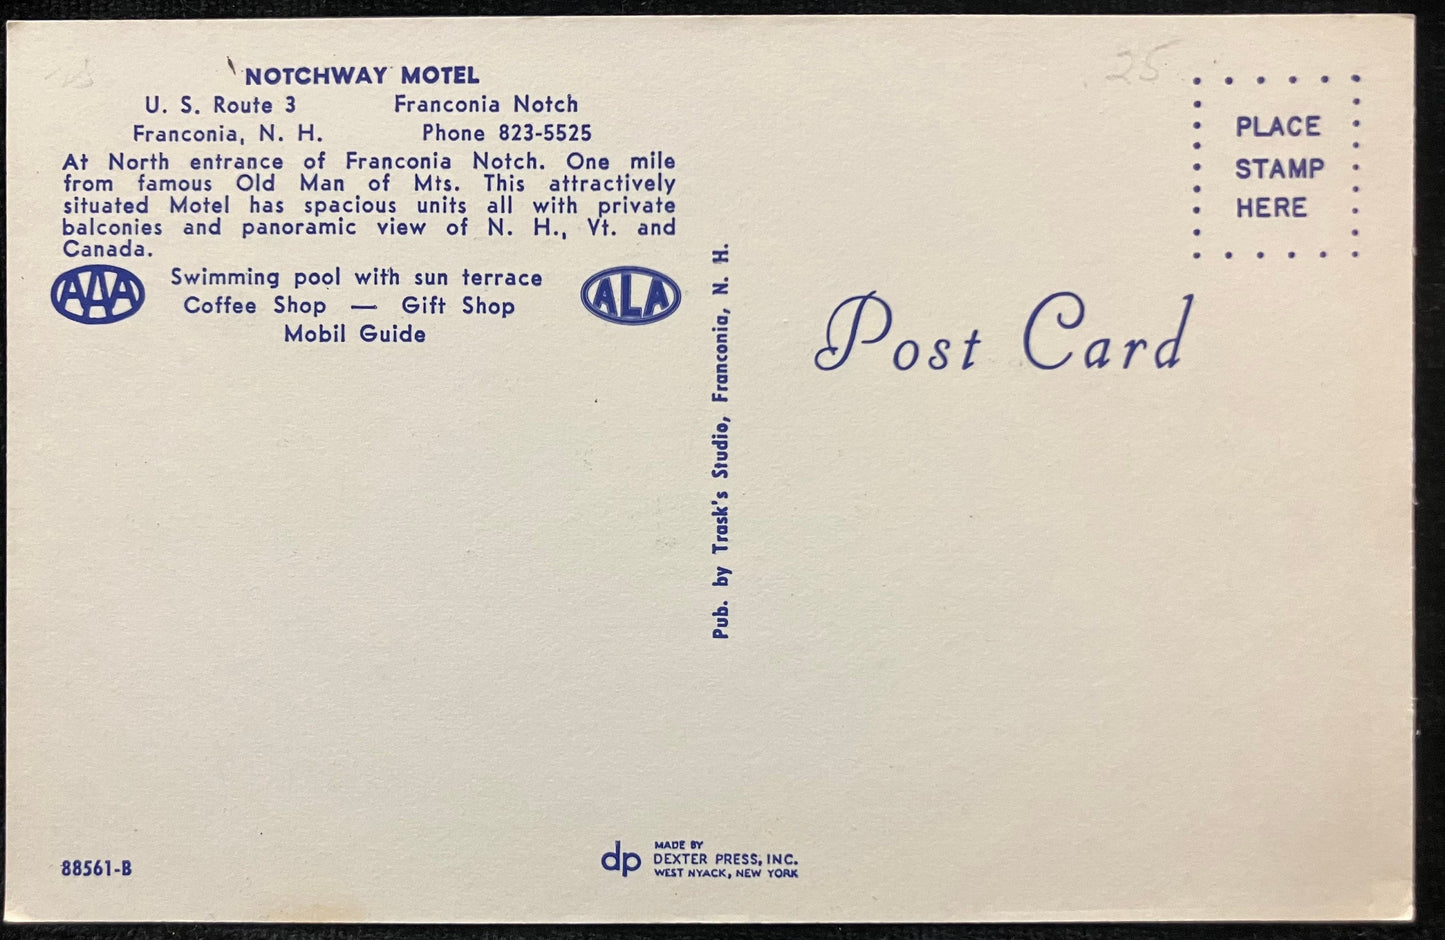 NOTCHWAY MOTEL
U. S. Route 3 Franconia Notch
Franconia, N. H. Phone 823-5525
At North entrance of Franconia Notch. One mile
from famous Old Man of Mts. This attractively
situated Motel has spacious units all with private
balconies and panoramic view of N. H., Vt. and
Canada.
AAA
Swimming pool with sun terrace
Coffee Shop — Gift Shop
Mobil Guide
ALA
88561-B
Pub. by Trask's Studio, Franconia, N. H.
dp
MADE BY
DEXTER PRESS, INC.
WEST NYACK, NEW YORK
25
PLACE
STAMP
HERE
Post Card